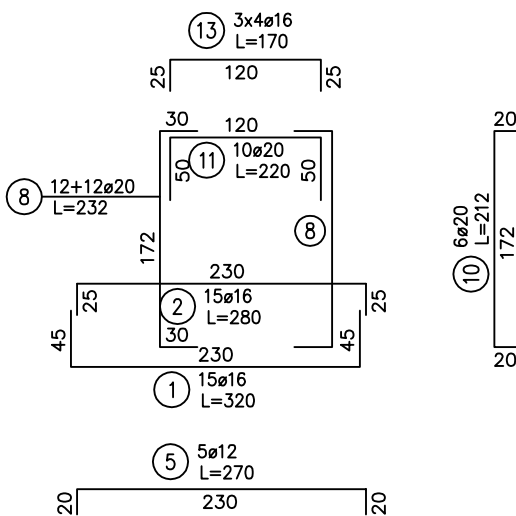 13 3x4ø16
L=170
25 120 25
30 120
11 10ø20
L=220
50 50
8 12+12ø20
L=232
172
8
230
25 2 15ø16 25
L=280
45 30 45
230
1 15ø16
L=320
5 5ø12
L=270
20 230 20
20
10 6ø20
L=212
172
20